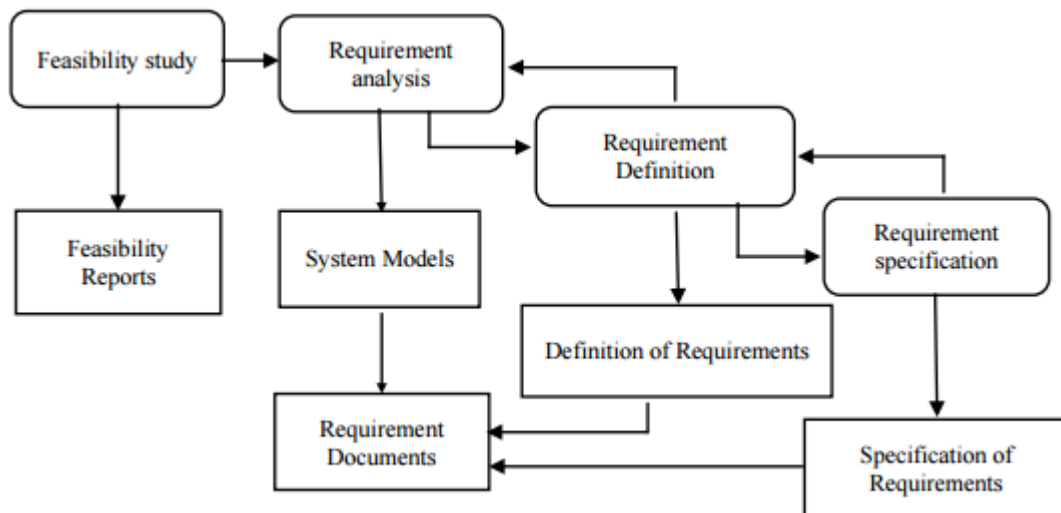 Feasibility study
Requirement
analysis
Requirement
Definition
Requirement
specification
Feasibility
Reports
System Models
Definition of Requirements
Requirement
Documents
Specification of
Requirements